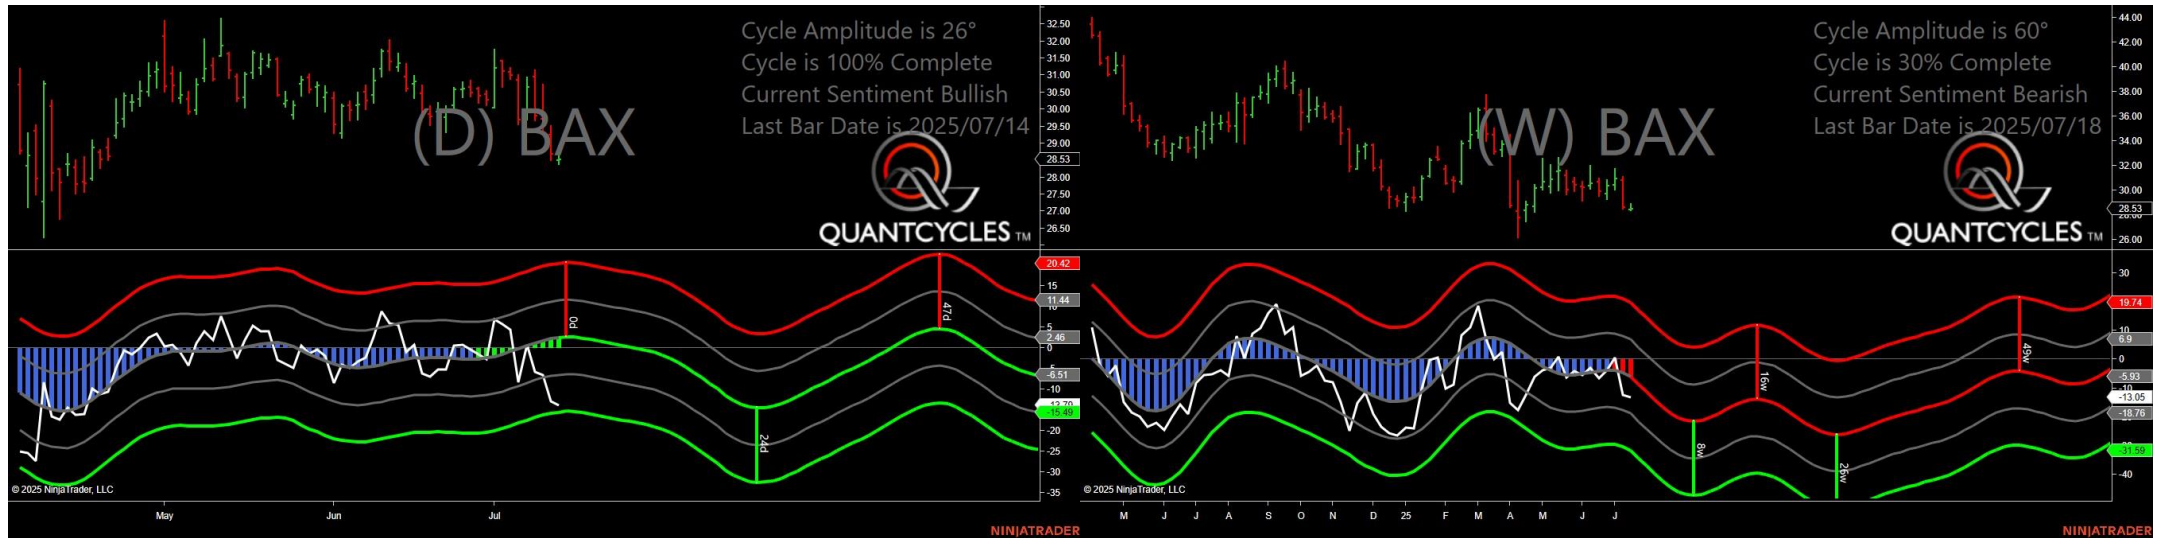 Cycle Amplitude is 26°
Cycle is 100% Complete
Current Sentiment Bullish
Last Bar Date is 2025/07/14
(D) BAX
QUANTCYCLES TM
32.50
32.00
31.50
31.00
30.50
30.00
29.50
28.53
28.00
27.50
27.00
26.50
20.42
15
11.44
5
2.46
0
-6.51
-10
-15.49
-20
-25
-30
-35
0d
24d
47d
© 2025 NinjaTrader, LLC
May
Jun
Jul
NINJATRADER
Cycle Amplitude is 60°
Cycle is 30% Complete
Current Sentiment Bearish
Last Bar Date is 2025/07/18
(W) BAX
QUANTCYCLES TM
44.00
42.00
40.00
38.00
36.00
34.00
32.00
30.00
28.53
28.00
26.00
30
19.74
10
6.9
0
-5.93
-13.05
-18.76
-31.59
-40
8w
16w
26w
49w
© 2025 NinjaTrader, LLC
M
J
J
A
S
O
N
D
25
F
M
A
M
J
J
NINJATRADER